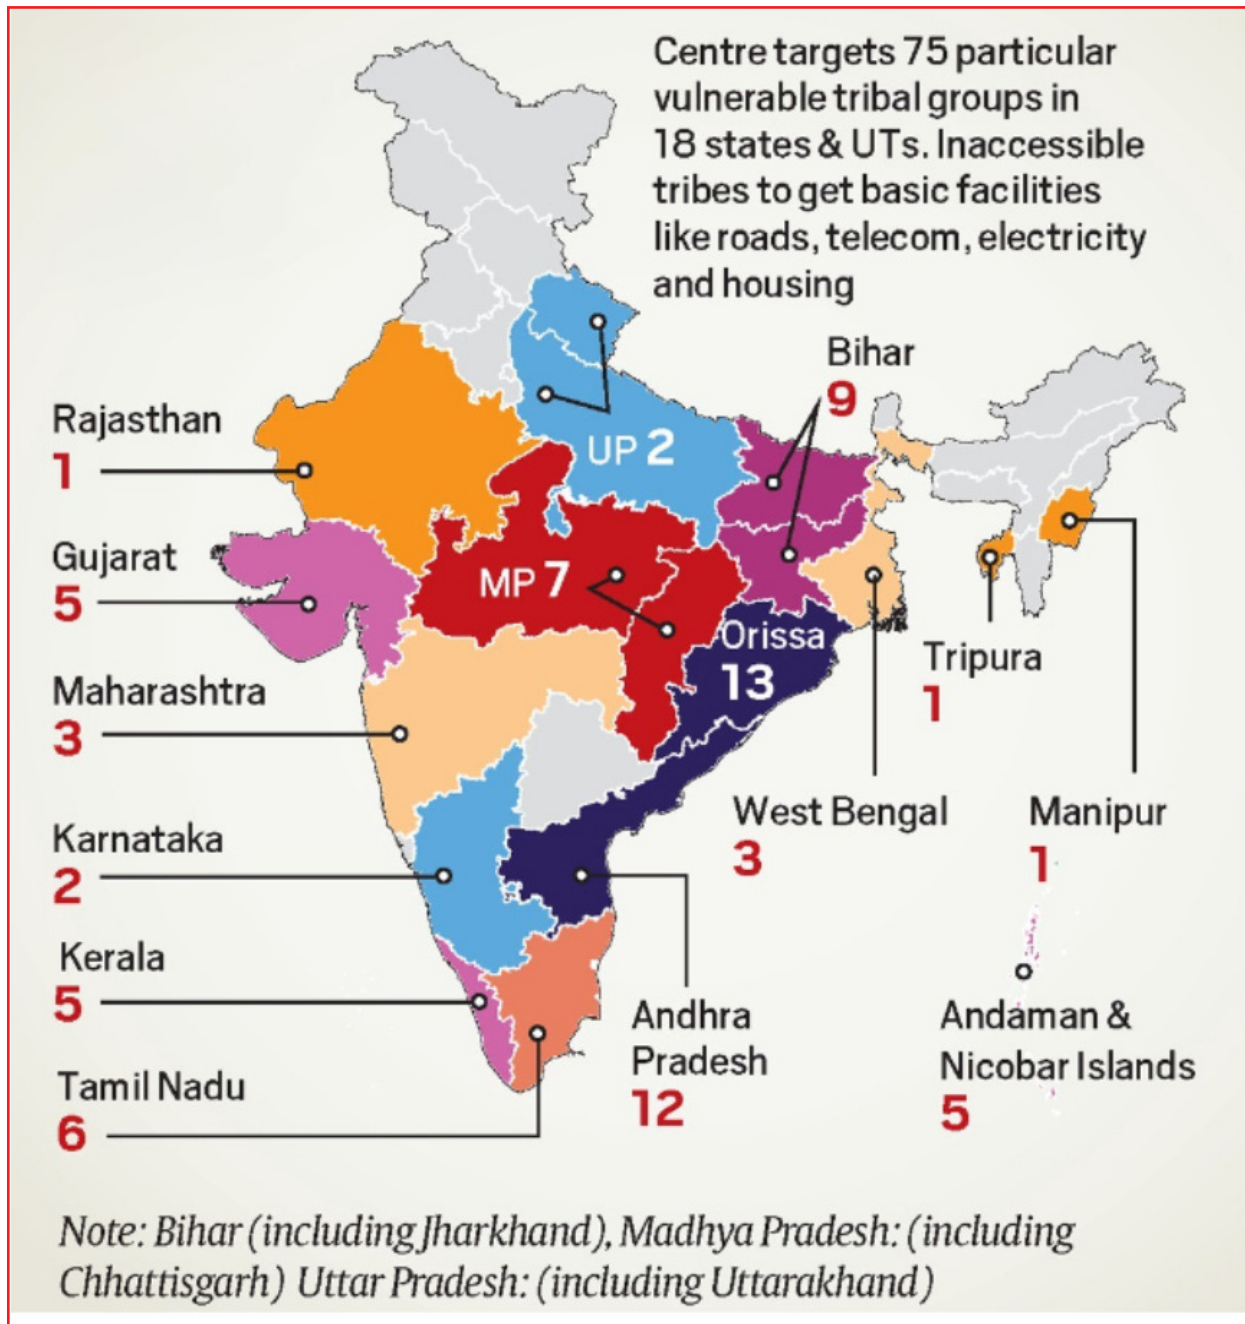 Centre targets 75 particular
vulnerable tribal groups in
18 states & UTs. Inaccessible
tribes to get basic facilities
like roads, telecom, electricity
and housing
Bihar
9
Rajasthan
1
UP 2
Gujarat
5
MP 7
Orissa
13
Tripura
1
Maharashtra
3
West Bengal
3
Manipur
1
Karnataka
2
Kerala
5
Andhra
Pradesh
12
Andaman &
Nicobar Islands
5
Tamil Nadu
6
Note: Bihar (including Jharkhand), Madhya Pradesh: (including
Chhattisgarh) Uttar Pradesh: (including Uttarakhand)